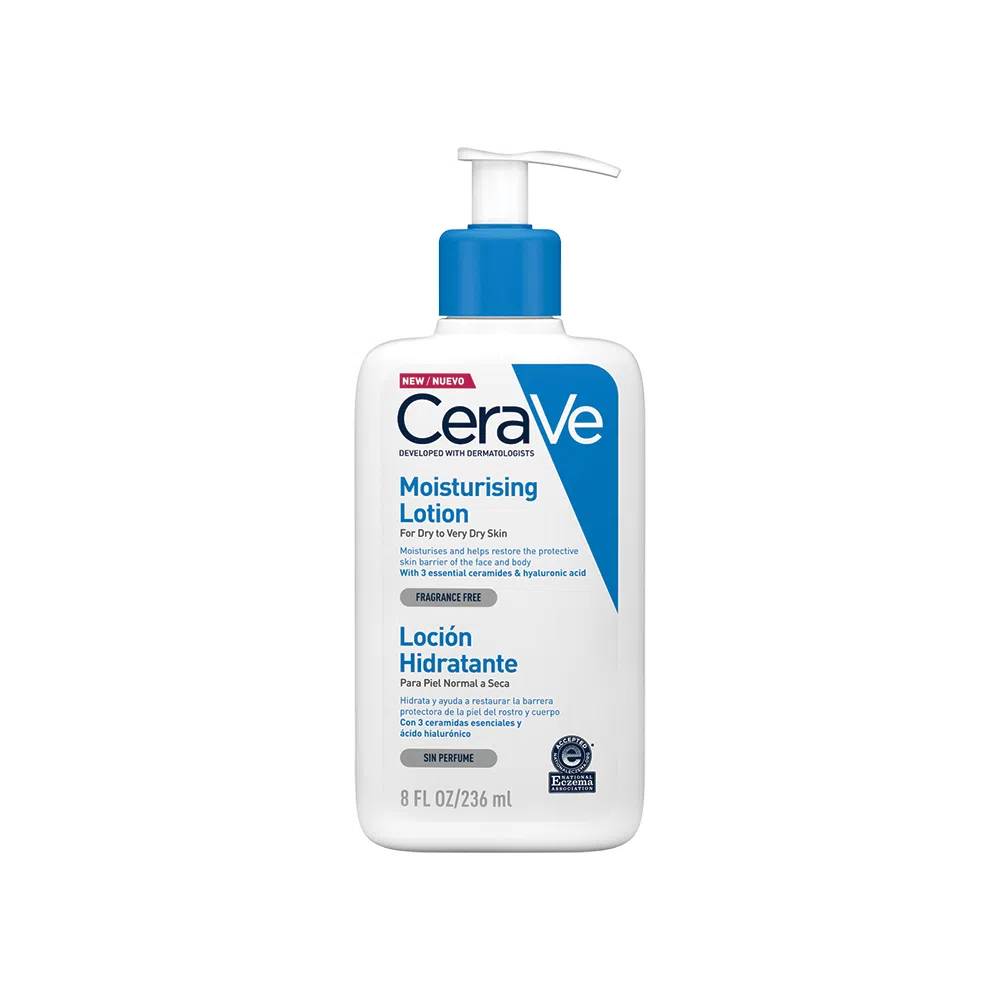 NEW / NUEVO
CeraVe
DEVELOPED WITH DERMATOLOGISTS
Moisturising
Lotion
For Dry to Very Dry Skin
Moisturises and helps restore the protective
skin barrier of the face and body
With 3 essential ceramides & hyaluronic acid
FRAGRANCE FREE
Loción
Hidratante
Para Piel Normal a Seca
Hidrata y ayuda a restaurar la barrera
protectora de la piel del rostro y cuerpo
Con 3 ceramidas esenciales y
ácido hialurónico
SIN PERFUME
ACCEPTED
e
NATIONALECZEMA.ORG
NATIONAL
Eczema
ASSOCIATION
8 FL OZ/236 ml